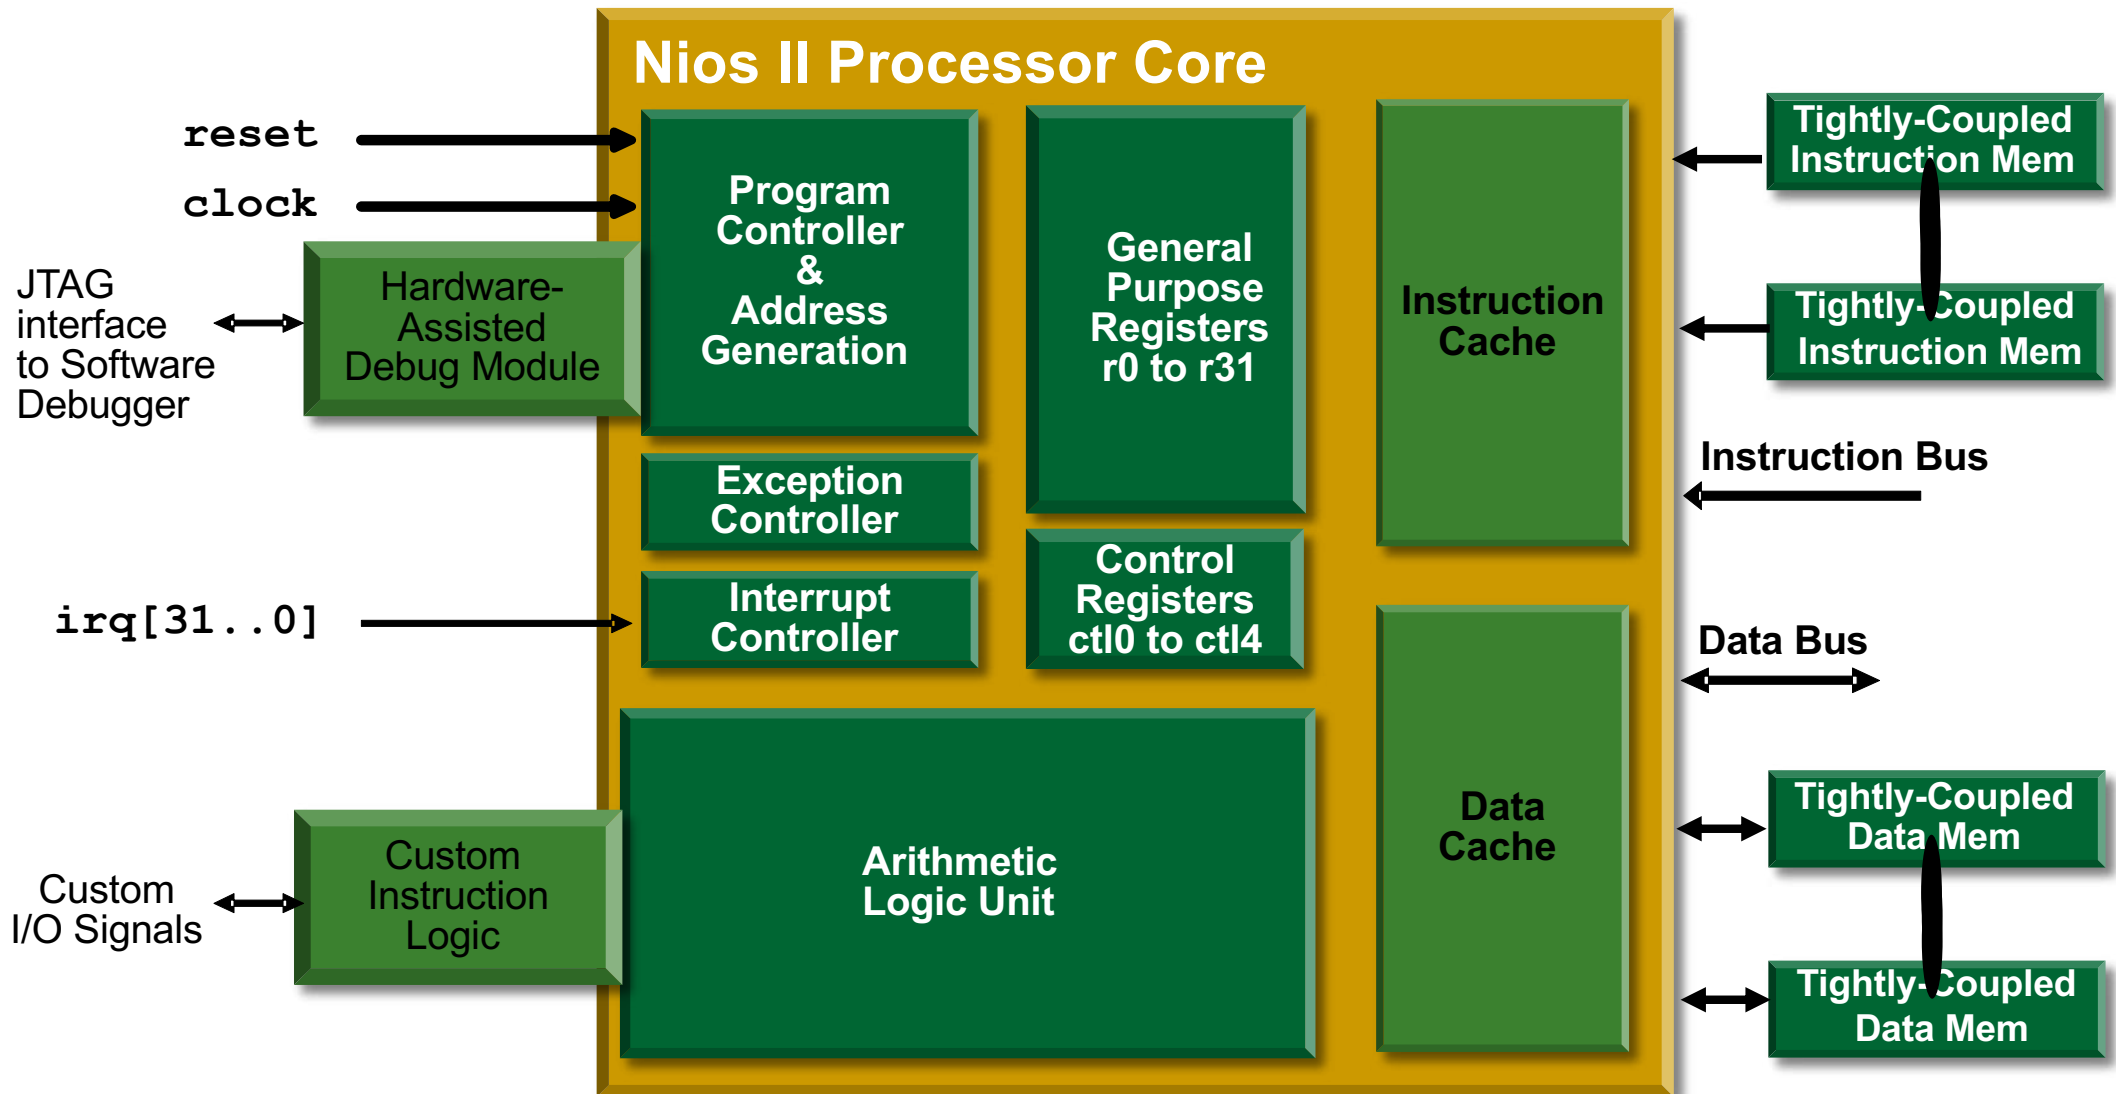 Nios II Processor Core
reset
clock
JTAG
interface
to Software
Debugger
Hardware-
Assisted
Debug Module
Program
Controller
&
Address
Generation
General
Purpose
Registers
r0 to r31
Instruction
Cache
Tightly-Coupled
Instruction Mem
Tightly-Coupled
Instruction Mem
Instruction Bus
Exception
Controller
irq[31..0]
Interrupt
Controller
Control
Registers
ctl0 to ctl4
Data Bus
Custom
I/O Signals
Custom
Instruction
Logic
Arithmetic
Logic Unit
Data
Cache
Tightly-Coupled
Data Mem
Tightly-Coupled
Data Mem